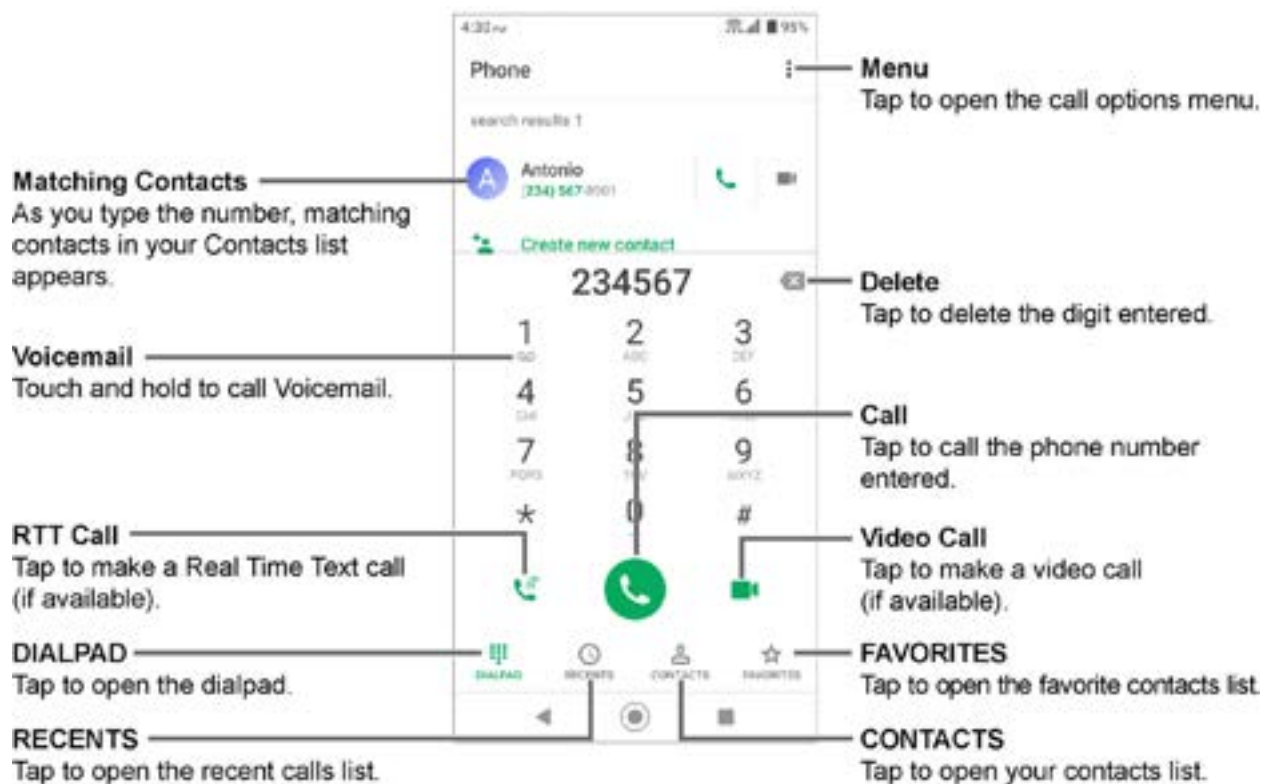 4:30
95%
Phone
search results 1
Antonio
(234) 567-8901
Create new contact
234567
1
2
ABC
3
DEF
4
GHI
5
6
7
PQRS
8
9
WXYZ
*
0
#
DIALPAD
RECENTS
CONTACTS
FAVORITES
Matching Contacts
As you type the number, matching
contacts in your Contacts list
appears.
Voicemail
Touch and hold to call Voicemail.
RTT Call
Tap to make a Real Time Text call
(if available).
DIALPAD
Tap to open the dialpad.
RECENTS
Tap to open the recent calls list.
Menu
Tap to open the call options menu.
Delete
Tap to delete the digit entered.
Call
Tap to call the phone number
entered.
Video Call
Tap to make a video call
(if available).
FAVORITES
Tap to open the favorite contacts list.
CONTACTS
Tap to open your contacts list.